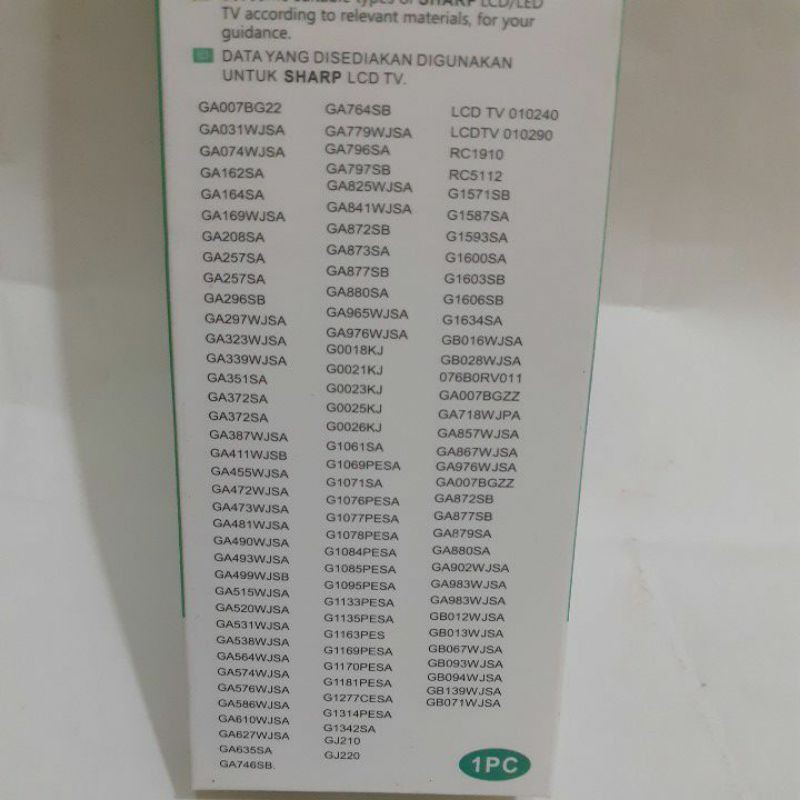 suitable types of SHARP LCD/LED
TV according to relevant materials, for your
guidance.
DATA YANG DISEDIAKAN DIGUNAKAN
UNTUK SHARP LCD TV.
GA007BG22
GA031WJSA
GA074WJSA
GA162SA
GA164SA
GA169WJSA
GA208SA
GA257SA
GA257SA
GA296SB
GA297WJSA
GA323WJSA
GA339WJSA
GA351SA
GA372SA
GA372SA
GA387WJSA
GA411WJSB
GA455WJSA
GA472WJSA
GA473WJSA
GA481WJSA
GA490WJSA
GA493WJSA
GA499WJSB
GA515WJSA
GA520WJSA
GA531WJSA
GA538WJSA
GA564WJSA
GA574WJSA
GA576WJSA
GA586WJSA
GA610WJSA
GA627WJSA
GA635SA
GA746SB.
GA764SB
GA779WJSA
GA796SA
GA797SB
GA825WJSA
GA841WJSA
GA872SB
GA873SA
GA877SB
GA880SA
GA965WJSA
GA976WJSA
G0018KJ
G0021KJ
G0023KJ
G0025KJ
G0026KJ
G1061SA
G1069PESA
G1071SA
G1076PESA
G1077PESA
G1078PESA
G1084PESA
G1085PESA
G1095PESA
G1133PESA
G1135PESA
G1163PES
G1169PESA
G1170PESA
G1181PESA
G1277CESA
G1314PESA
G1342SA
GJ210
GJ220
LCD TV 010240
LCDTV 010290
RC1910
RC5112
G1571SB
G1587SA
G1593SA
G1600SA
G1603SB
G1606SB
G1634SA
GB016WJSA
GB028WJSA
076B0RV011
GA007BGZZ
GA718WJPA
GA857WJSA
GA867WJSA
GA976WJSA
GA007BGZZ
GA872SB
GA877SB
GA879SA
GA880SA
GA902WJSA
GA983WJSA
GA983WJSA
GB012WJSA
GB013WJSA
GB067WJSA
GB093WJSA
GB094WJSA
GB139WJSA
GB071WJSA
1PC